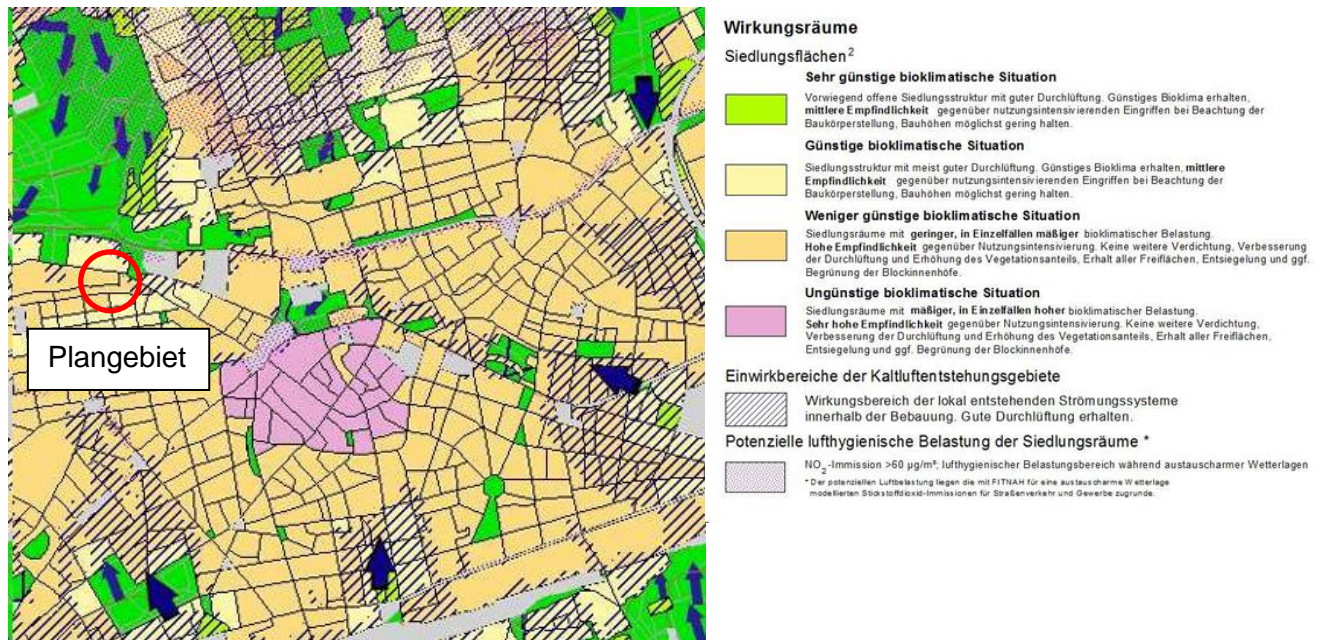 Plangebiet
Wirkungsräume
Siedlungsflächen²
Sehr günstige bioklimatische Situation
Vorwiegend offene Siedlungsstruktur mit guter Durchlüftung. Günstiges Bioklima erhalten,
mittlere Empfindlichkeit gegenüber nutzungsintensivierenden Eingriffen bei Beachtung der
Baukörperstellung, Bauhöhen möglichst gering halten.
Günstige bioklimatische Situation
Siedlungsstruktur mit meist guter Durchlüftung. Günstiges Bioklima erhalten, mittlere
Empfindlichkeit gegenüber nutzungsintensivierenden Eingriffen bei Beachtung der
Baukörperstellung, Bauhöhen möglichst gering halten.
Weniger günstige bioklimatische Situation
Siedlungsräume mit geringer, in Einzelfällen mäßiger bioklimatischer Belastung.
Hohe Empfindlichkeit gegenüber Nutzungsintensivierung. Keine weitere Verdichtung, Verbesserung
der Durchlüftung und Erhöhung des Vegetationsanteils, Erhalt aller Freiflächen, Entsiegelung und ggf.
Begrünung der Blockinnenhöfe.
Ungünstige bioklimatische Situation
Siedlungsräume mit mäßiger, in Einzelfällen hoher bioklimatischer Belastung.
Sehr hohe Empfindlichkeit gegenüber Nutzungsintensivierung. Keine weitere Verdichtung,
Verbesserung der Durchlüftung und Erhöhung des Vegetationsanteils, Erhalt aller Freiflächen,
Entsiegelung und ggf. Begrünung der Blockinnenhöfe.
Einwirkbereiche der Kaltluftentstehungsgebiete
Wirkungsbereich der lokal entstehenden Strömungssysteme
innerhalb der Bebauung. Gute Durchlüftung erhalten.
Potenzielle lufthygienische Belastung der Siedlungsräume *
NO₂-Immission >60 µg/m³; lufthygienischer Belastungsbereich während austauscharmer Wetterlagen
* Der potenziellen Luftbelastung liegen die mit FITNAH für eine austauscharme Wetterlage
modellierten Stickstoffdioxid-Immissionen für Straßenverkehr und Gewerbe zugrunde.